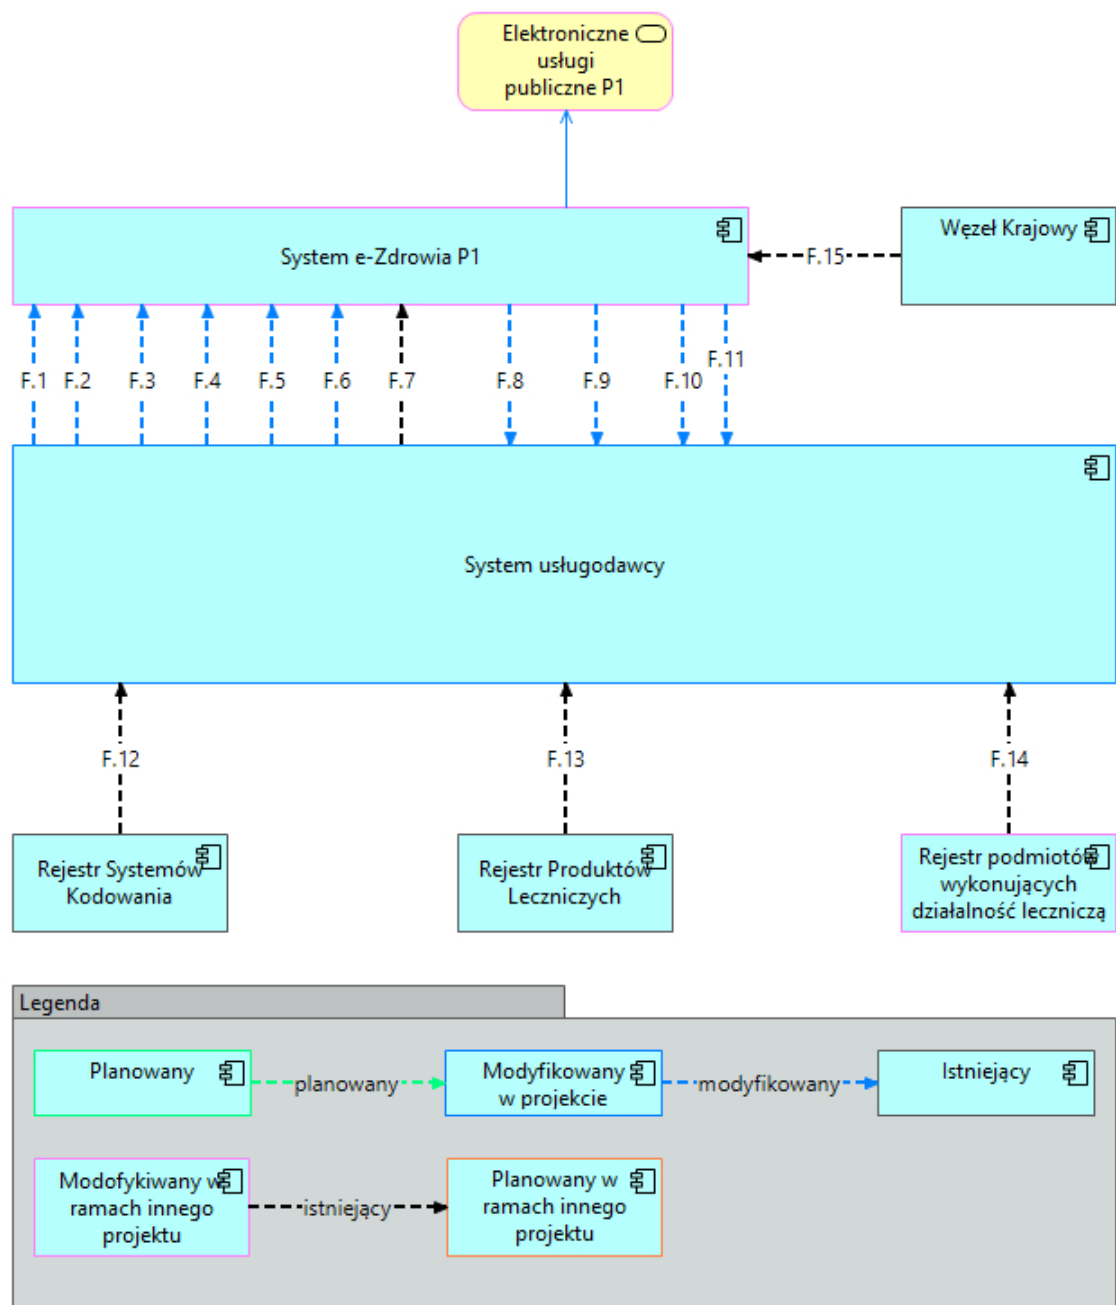 Elektroniczne
usługi
publiczne P1
System e-Zdrowia P1
Węzeł Krajowy
F.15
F.1 F.2 F.3 F.4 F.5 F.6 F.7 F.8 F.9 F.10 F.11
System usługodawcy
F.12 F.13 F.14
Rejestr Systemów
Kodowania
Rejestr Produktów
Leczniczych
Rejestr podmiotów
wykonujących
działalność leczniczą
Legenda
Planowany
planowany
Modyfikowany
w projekcie
modyfikowany
Istniejący
Modofykiwany w
ramach innego
projektu
istniejący
Planowany w
ramach innego
projektu